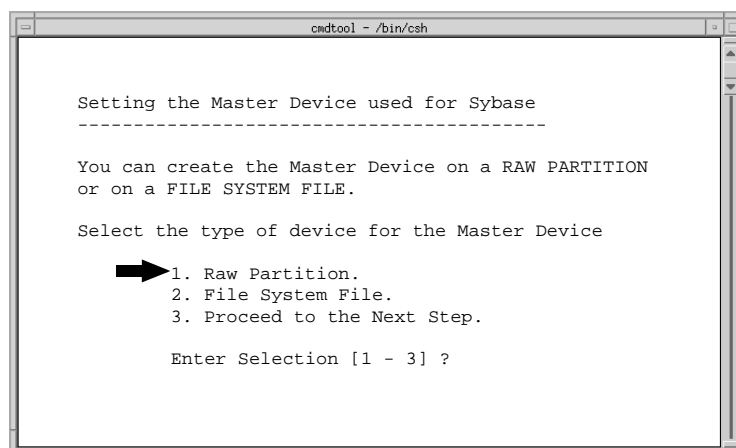 cmdtool - /bin/csh
Setting the Master Device used for Sybase
------------------------------------------
You can create the Master Device on a RAW PARTITION
or on a FILE SYSTEM FILE.
Select the type of device for the Master Device
1. Raw Partition.
2. File System File.
3. Proceed to the Next Step.
Enter Selection [1 - 3] ?